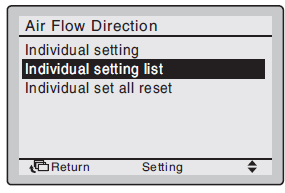 Air Flow Direction
Individual setting
Individual setting list
Individual set all reset
Return Setting